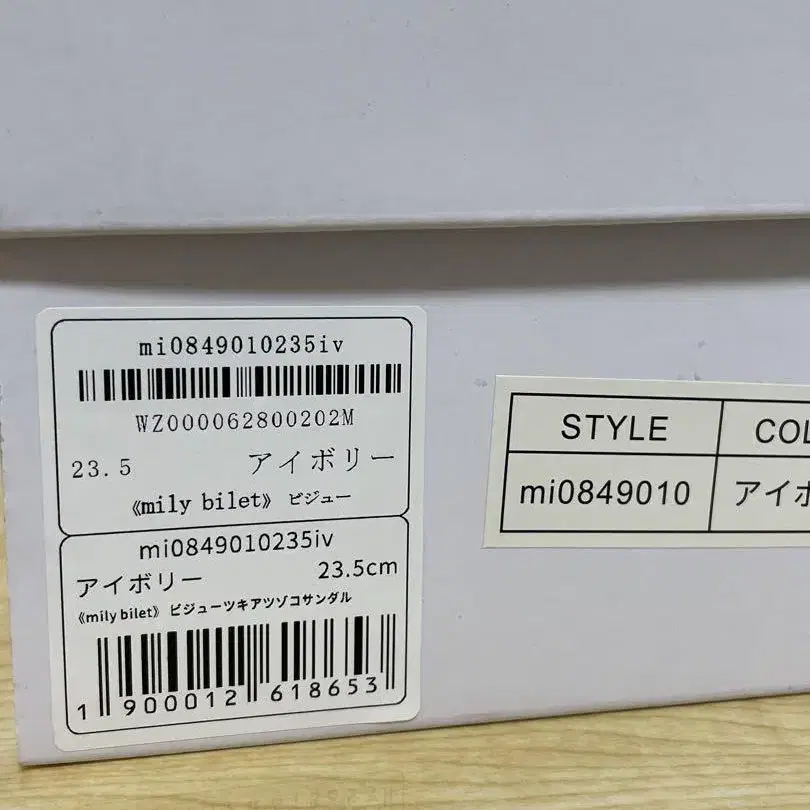 mi0849010235iv
WZ000062800202M
23.5 アイボリー
《mily bilet》 ビジュー
mi0849010235iv
アイボリー 23.5cm
《mily bilet》 ビジューツキアツゾコサンダル
1 900012 618653
STYLE COL
mi0849010 アイボ